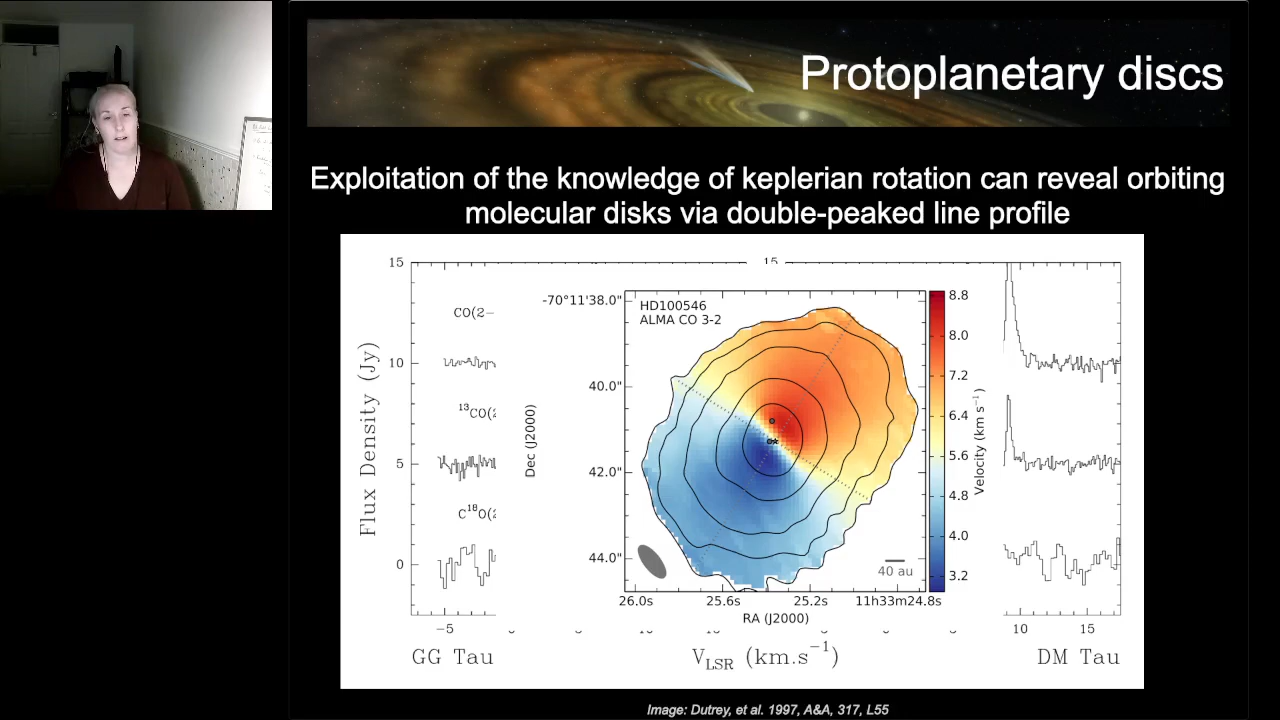 Protoplanetary discs
Exploitation of the knowledge of keplerian rotation can reveal orbiting
molecular disks via double-peaked line profile
15
15
-70°11'38.0"
HD100546
ALMA CO 3-2
8.8
CO(2-
8.0
10
7.2
40.0"
¹³CO(2
6.4
Flux Density (Jy)
Dec (J2000)
Velocity (km s⁻¹)
5
5.6
42.0"
4.8
C¹⁸O(2
4.0
0
44.0"
40 au
3.2
26.0s 25.6s 25.2s 11h33m24.8s
RA (J2000)
−5 10 15
GG Tau V_LSR (km.s⁻¹) DM Tau
Image: Dutrey, et al. 1997, A&A, 317, L55